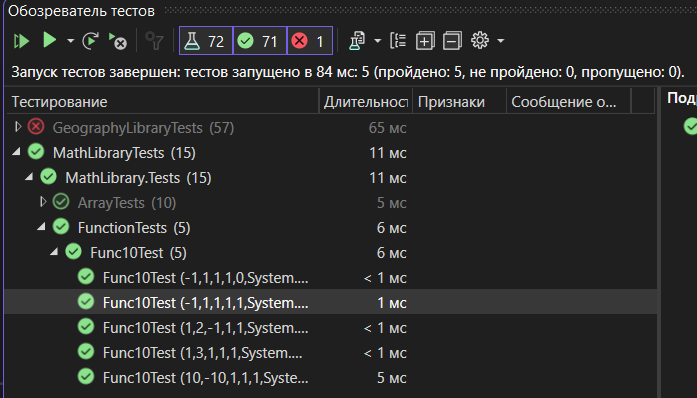 Обозреватель тестов
72 71 1
Запуск тестов завершен: тестов запущено в 84 мс: 5 (пройдено: 5, не пройдено: 0, пропущено: 0).
Тестирование Длительност Признаки Сообщение о... Под
GeographyLibraryTests (57) 65 мс
MathLibraryTests (15) 11 мс
MathLibrary.Tests (15) 11 мс
ArrayTests (10) 5 мс
FunctionTests (5) 6 мс
Func10Test (5) 6 мс
Func10Test (-1,1,1,1,0,System.... < 1 мс
Func10Test (-1,1,1,1,1,System.... 1 мс
Func10Test (1,2,-1,1,1,System.... < 1 мс
Func10Test (1,3,1,1,1,System.... < 1 мс
Func10Test (10,-10,1,1,1,Syste... 5 мс